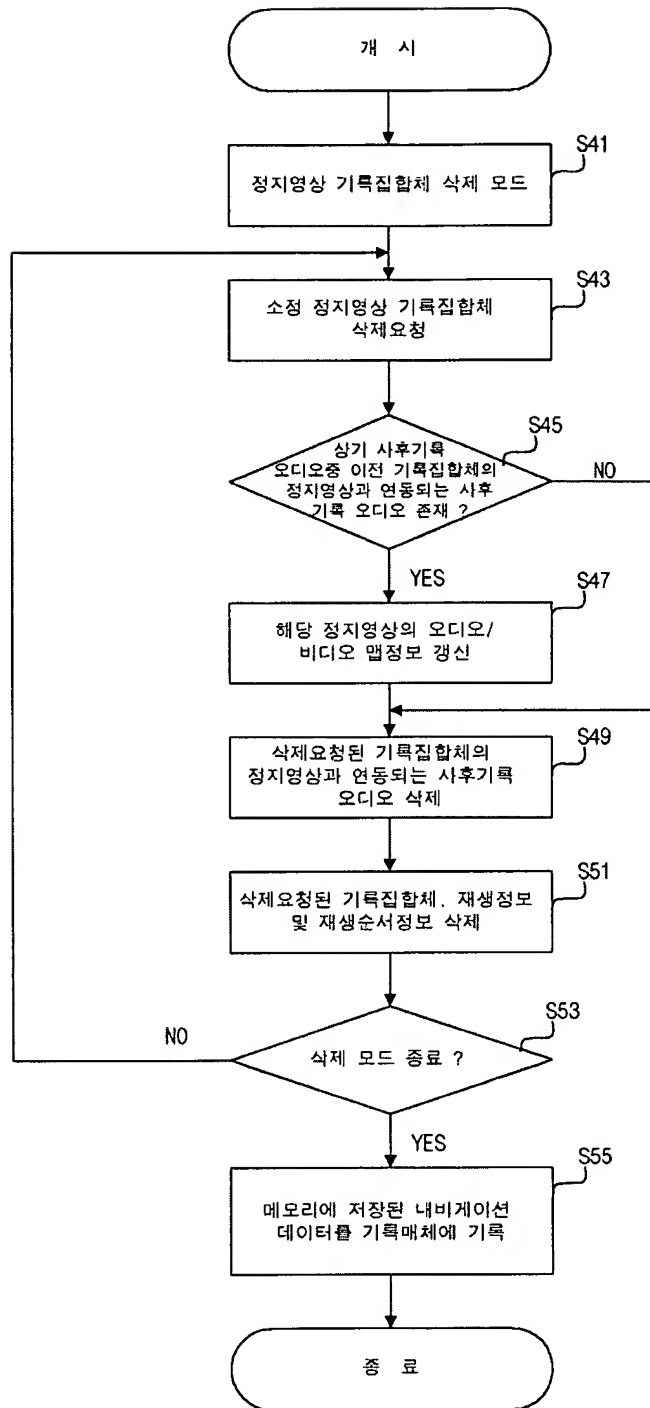 개 시
S41
정지영상 기록집합체 삭제 모드
S43
소정 정지영상 기록집합체
삭제요청
S45
상기 사후기록
오디오중 이전 기록집합체의
정지영상과 연동되는 사후
기록 오디오 존재 ?
NO
YES
S47
해당 정지영상의 오디오/
비디오 맵정보 갱신
S49
삭제요청된 기록집합체의
정지영상과 연동되는 사후기록
오디오 삭제
S51
삭제요청된 기록집합체, 재생정보
및 재생순서정보 삭제
S53
NO
삭제 모드 종료 ?
YES
S55
메모리에 저장된 내비게이션
데이터를 기록매체에 기록
종 료